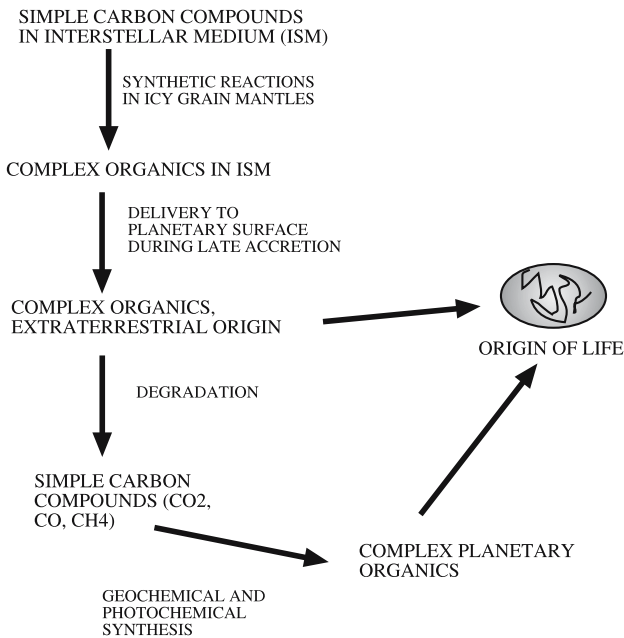 SIMPLE CARBON COMPOUNDS
IN INTERSTELLAR MEDIUM (ISM)
SYNTHETIC REACTIONS
IN ICY GRAIN MANTLES
COMPLEX ORGANICS IN ISM
DELIVERY TO
PLANETARY SURFACE
DURING LATE ACCRETION
COMPLEX ORGANICS,
EXTRATERRESTRIAL ORIGIN
ORIGIN OF LIFE
DEGRADATION
SIMPLE CARBON
COMPOUNDS (CO2,
CO, CH4)
COMPLEX PLANETARY
ORGANICS
GEOCHEMICAL AND
PHOTOCHEMICAL
SYNTHESIS